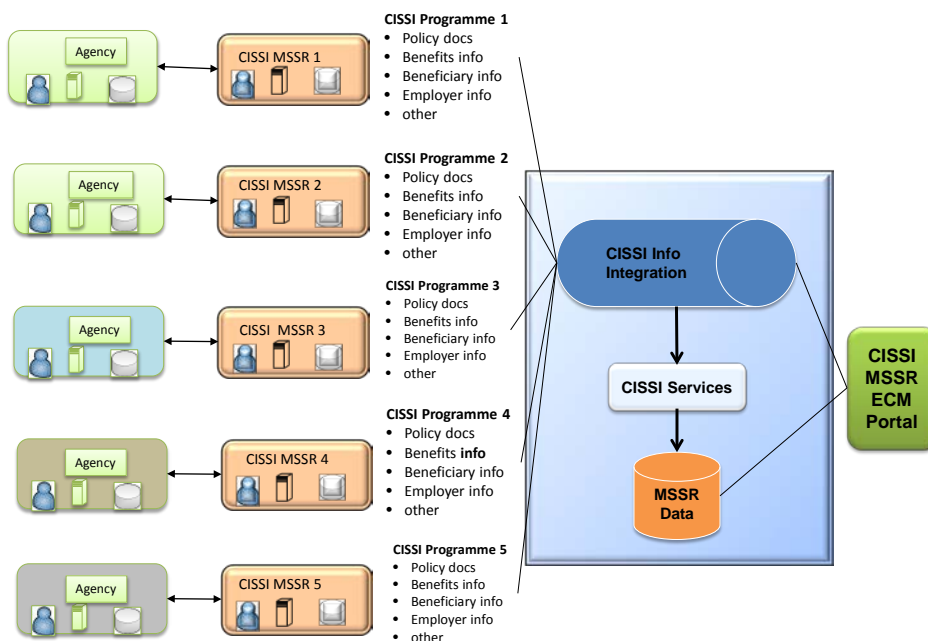 Agency
CISSI MSSR 1
CISSI Programme 1
• Policy docs
• Benefits info
• Beneficiary info
• Employer info
• other
Agency
CISSI MSSR 2
CISSI Programme 2
• Policy docs
• Benefits info
• Beneficiary info
• Employer info
• other
Agency
CISSI MSSR 3
CISSI Programme 3
• Policy docs
• Benefits info
• Beneficiary info
• Employer info
• other
Agency
CISSI MSSR 4
CISSI Programme 4
• Policy docs
• Benefits info
• Beneficiary info
• Employer info
• other
Agency
CISSI MSSR 5
CISSI Programme 5
• Policy docs
• Benefits info
• Beneficiary info
• Employer info
• other
CISSI Info
Integration
CISSI Services
MSSR
Data
CISSI
MSSR
ECM
Portal